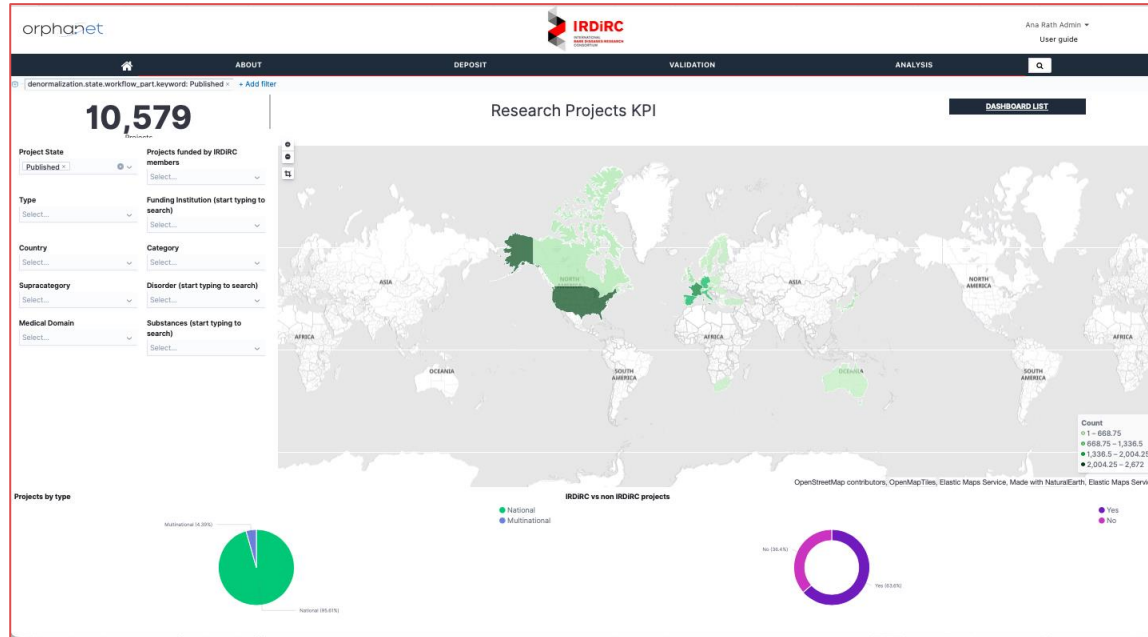 orphanet
IRDiRC
INTERNATIONAL
RARE DISEASES RESEARCH
CONSORTIUM
Ana Rath Admin
User guide
ABOUT
DEPOSIT
VALIDATION
ANALYSIS
denormalization.state.workflow_part.keyword: Published ×
+ Add filter
10,579
Projects
Research Projects KPI
DASHBOARD LIST
Project State
Published ×
Projects funded by IRDiRC
members
Select...
Type
Select...
Funding Institution (start typing to
search)
Select...
Country
Select...
Category
Select...
Supracategory
Select...
Disorder (start typing to search)
Select...
Medical Domain
Select...
Substances (start typing to
search)
Select...
ASIA
NORTH
AMERICA
ASIA
NORTH
AMERICA
AFRICA
AFRICA
AFRICA
OCEANIA
SOUTH
AMERICA
OCEANIA
SOUTH
AMERICA
Count
1 – 668.75
668.75 – 1,336.5
1,336.5 – 2,004.25
2,004.25 – 2,672
OpenStreetMap contributors, OpenMapTiles, Elastic Maps Service, Made with NaturalEarth, Elastic Maps Servi
Projects by type
National
Multinational
Multinational (4.39%)
National (95.61%)
IRDiRC vs non IRDiRC projects
Yes
No
No (36.4%)
Yes (63.6%)